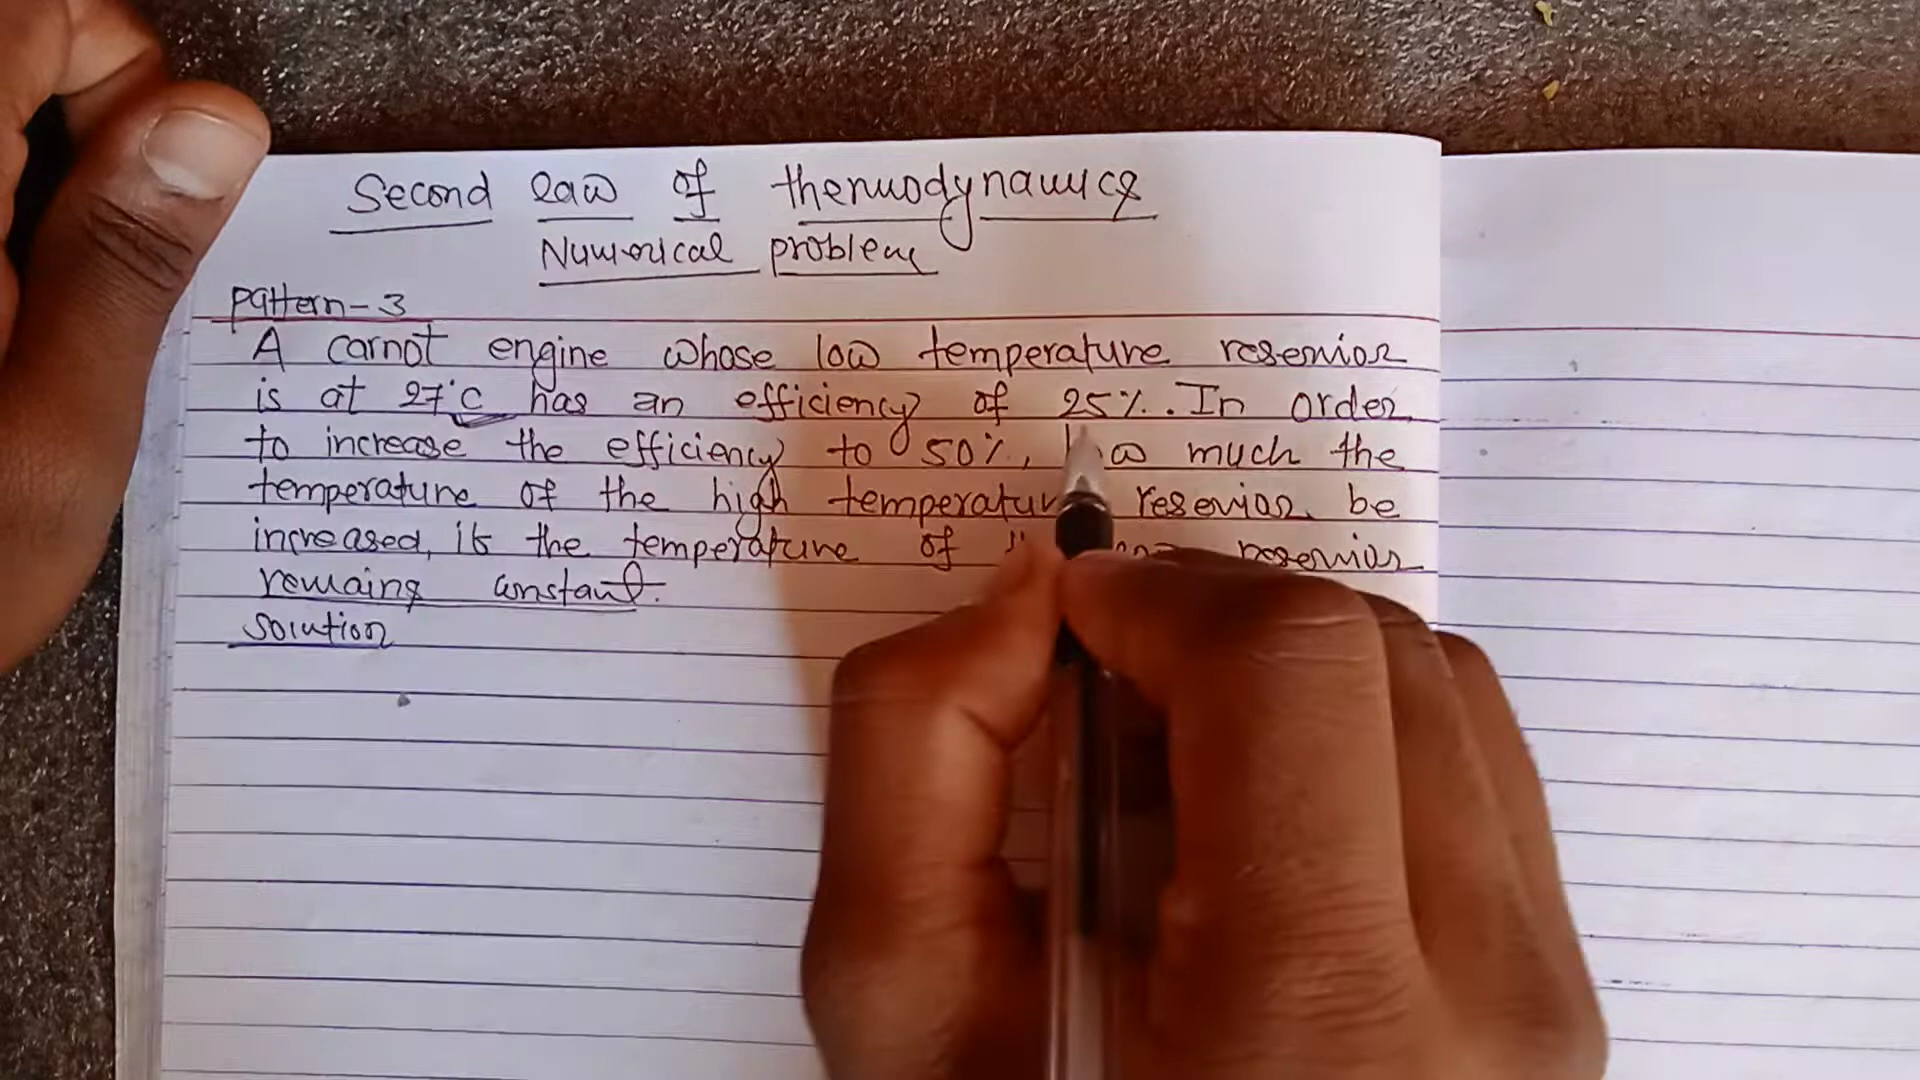 Second law of thermodynamics
Numerical problem
Pattern-3
A carnot engine whose low temperature reservior
is at 27°C has an efficiency of 25%. In order
to increase the efficiency to 50%, much the
temperature of the high temperature reservior be
increased, if the temperature of reservior
remains constant.
Solution